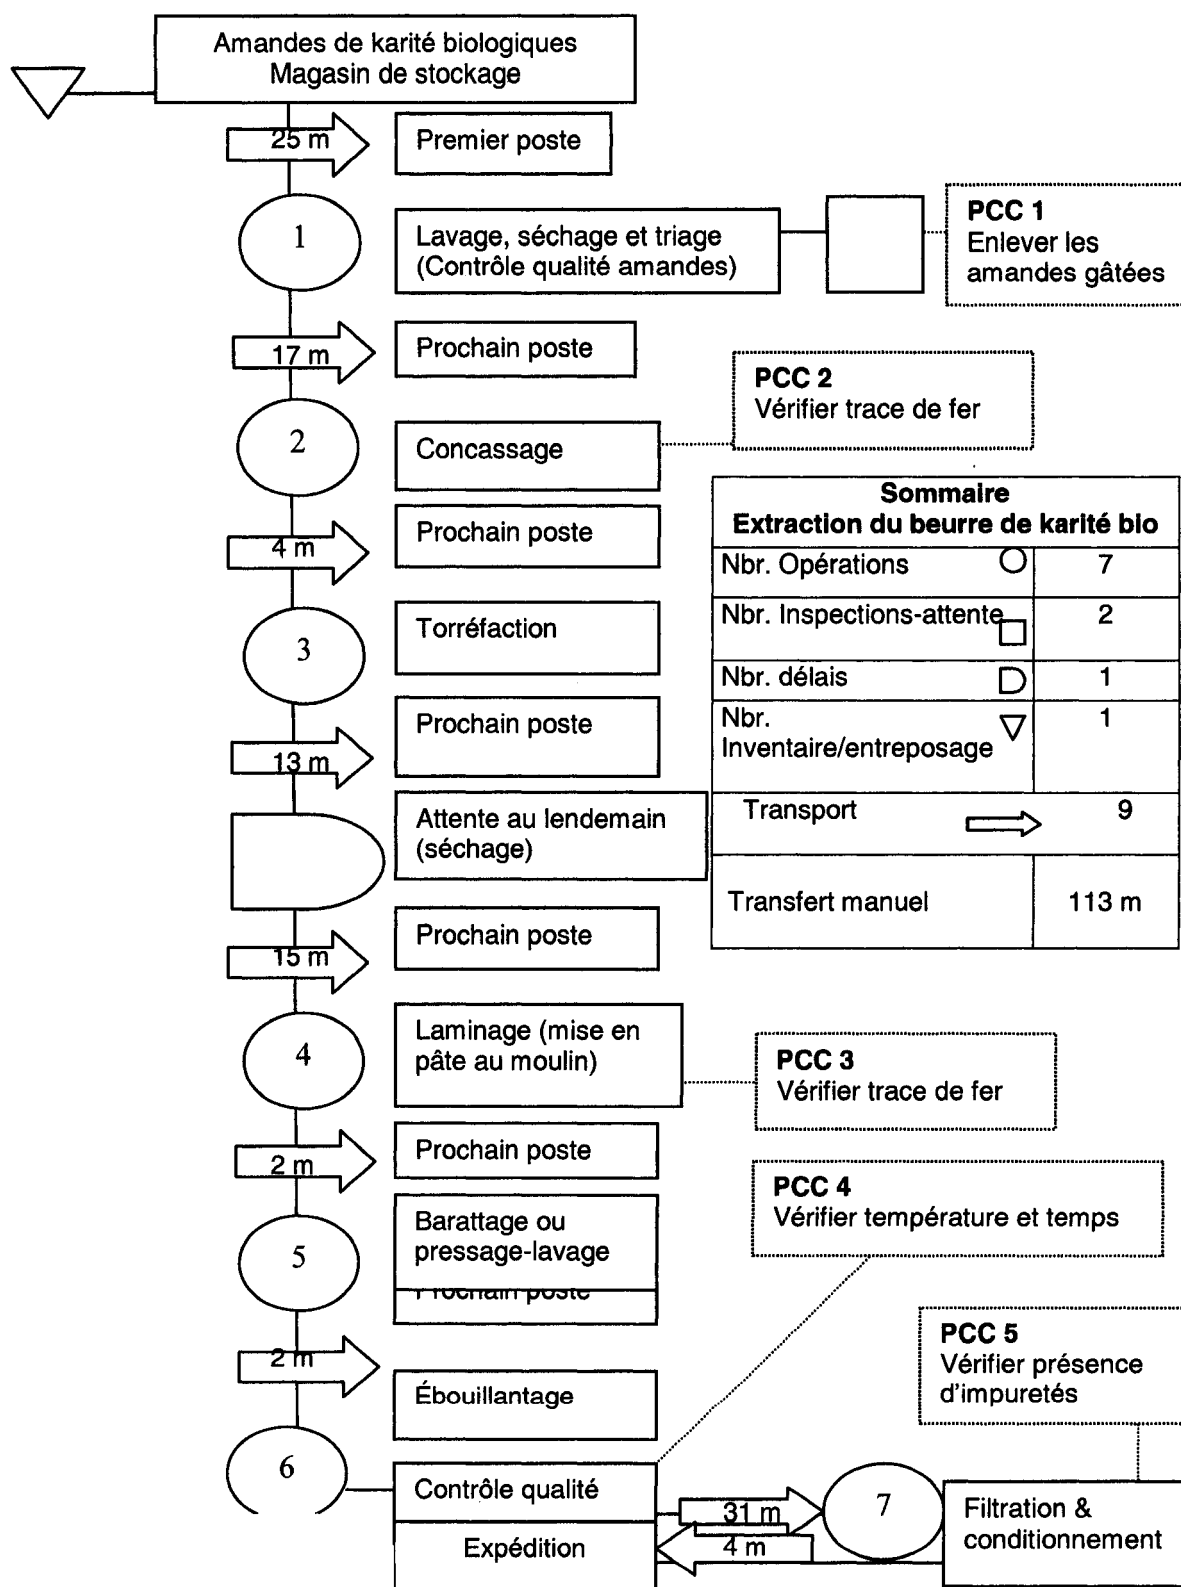 Amandes de karité biologiques
Magasin de stockage
25 m
Premier poste
1
Lavage, séchage et triage
(Contrôle qualité amandes)
PCC 1
Enlever les
amandes gâtées
17 m
Prochain poste
PCC 2
Vérifier trace de fer
2
Concassage
4 m
Prochain poste
Sommaire
Extraction du beurre de karité bio
Nbr. Opérations 7
Nbr. Inspections-attente 2
Nbr. délais 1
Nbr.
Inventaire/entreposage 1
Transport 9
Transfert manuel 113 m
3
Torréfaction
13 m
Prochain poste
Attente au lendemain
(séchage)
15 m
Prochain poste
4
Laminage (mise en
pâte au moulin)
PCC 3
Vérifier trace de fer
2 m
Prochain poste
PCC 4
Vérifier température et temps
5
Barattage ou
pressage-lavage
Prochain poste
2 m
PCC 5
Vérifier présence
d'impuretés
Ébouillantage
6
Contrôle qualité
31 m
7
Filtration &
conditionnement
Expédition
4 m